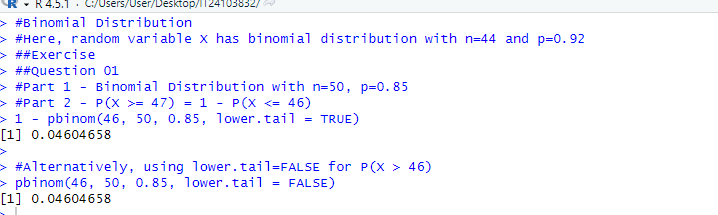 R 4.5.1 · C:/Users/User/Desktop/IT24103832/
> #Binomial Distribution
> #Here, random variable X has binomial distribution with n=44 and p=0.92
> ##Exercise
> ##Question 01
> #Part 1 - Binomial Distribution with n=50, p=0.85
> #Part 2 - P(X >= 47) = 1 - P(X <= 46)
> 1 - pbinom(46, 50, 0.85, lower.tail = TRUE)
[1] 0.04604658
>
> #Alternatively, using lower.tail=FALSE for P(X > 46)
> pbinom(46, 50, 0.85, lower.tail = FALSE)
[1] 0.04604658
>